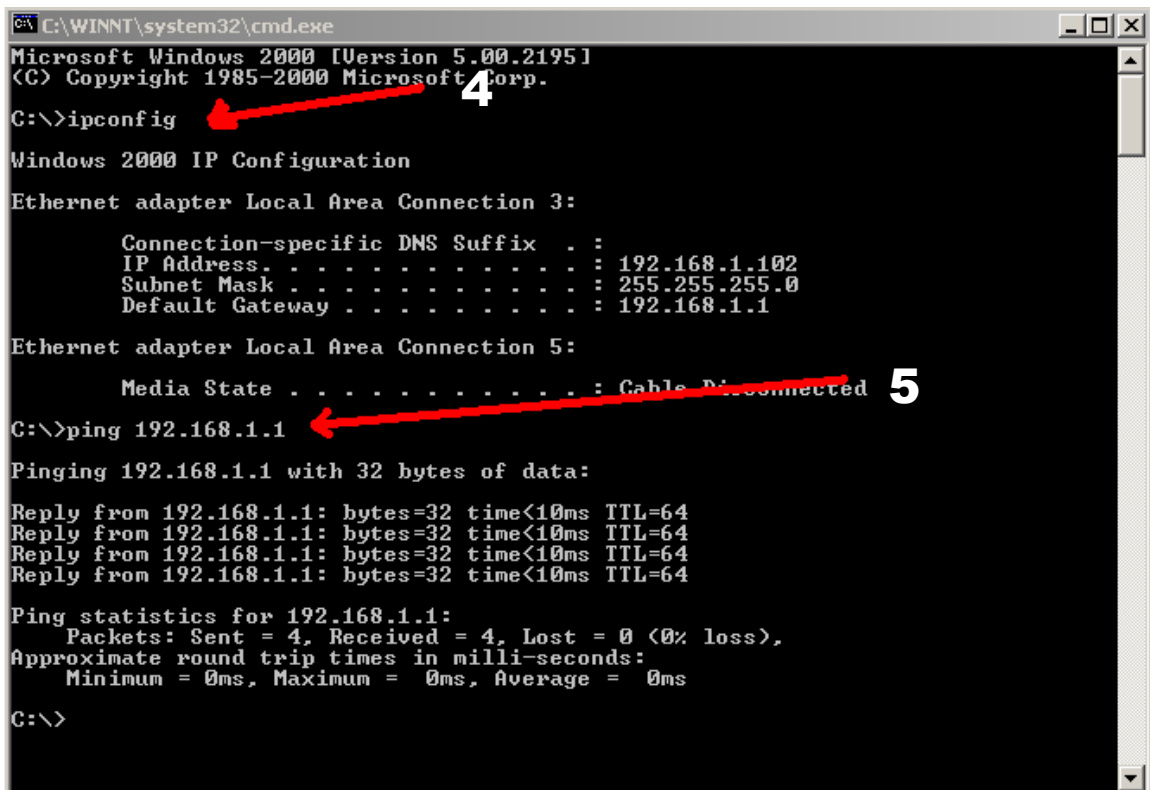 C:\WINNT\system32\cmd.exe
Microsoft Windows 2000 [Version 5.00.2195]
(C) Copyright 1985-2000 Microsoft Corp.
4
C:\>ipconfig
Windows 2000 IP Configuration
Ethernet adapter Local Area Connection 3:
Connection-specific DNS Suffix . :
IP Address. . . . . . . . . . . . : 192.168.1.102
Subnet Mask . . . . . . . . . . . : 255.255.255.0
Default Gateway . . . . . . . . . : 192.168.1.1
Ethernet adapter Local Area Connection 5:
Media State . . . . . . . . . . . : Cable Disconnected
5
C:\>ping 192.168.1.1
Pinging 192.168.1.1 with 32 bytes of data:
Reply from 192.168.1.1: bytes=32 time<10ms TTL=64
Reply from 192.168.1.1: bytes=32 time<10ms TTL=64
Reply from 192.168.1.1: bytes=32 time<10ms TTL=64
Reply from 192.168.1.1: bytes=32 time<10ms TTL=64
Ping statistics for 192.168.1.1:
Packets: Sent = 4, Received = 4, Lost = 0 (0% loss),
Approximate round trip times in milli-seconds:
Minimum = 0ms, Maximum =  0ms, Average =  0ms
C:\>